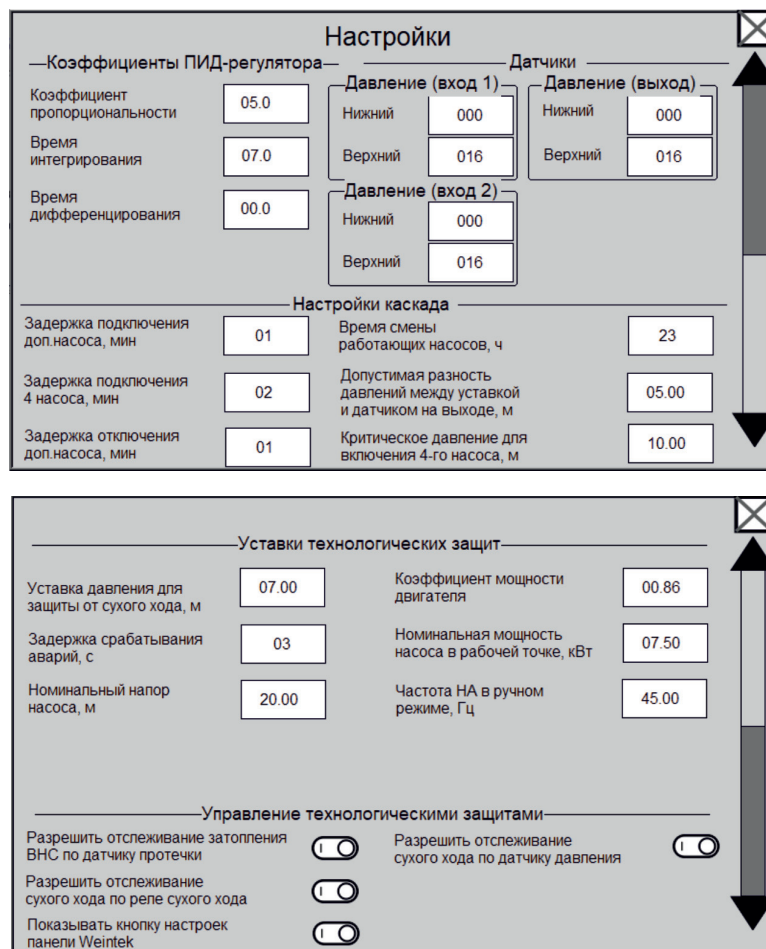 Настройки
Коэффициенты ПИД-регулятора
Датчики
Коэффициент
пропорциональности
05.0
Время
интегрирования
07.0
Время
дифференцирования
00.0
Давление (вход 1)
Нижний
000
Верхний
016
Давление (выход)
Нижний
000
Верхний
016
Давление (вход 2)
Нижний
000
Верхний
016
Настройки каскада
Задержка подключения
доп.насоса, мин
01
Время смены
работающих насосов, ч
23
Задержка подключения
4 насоса, мин
02
Допустимая разность
давлений между уставкой
и датчиком на выходе, м
05.00
Задержка отключения
доп.насоса, мин
01
Критическое давление для
включения 4-го насоса, м
10.00
Уставки технологических защит
Уставка давления для
защиты от сухого хода, м
07.00
Коэффициент мощности
двигателя
00.86
Задержка срабатывания
аварий, с
03
Номинальная мощность
насоса в рабочей точке, кВт
07.50
Номинальный напор
насоса, м
20.00
Частота НА в ручном
режиме, Гц
45.00
Управление технологическими защитами
Разрешить отслеживание затопления
ВНС по датчику протечки
Разрешить отслеживание
сухого хода по датчику давления
Разрешить отслеживание
сухого хода по реле сухого хода
Показывать кнопку настроек
панели Weintek